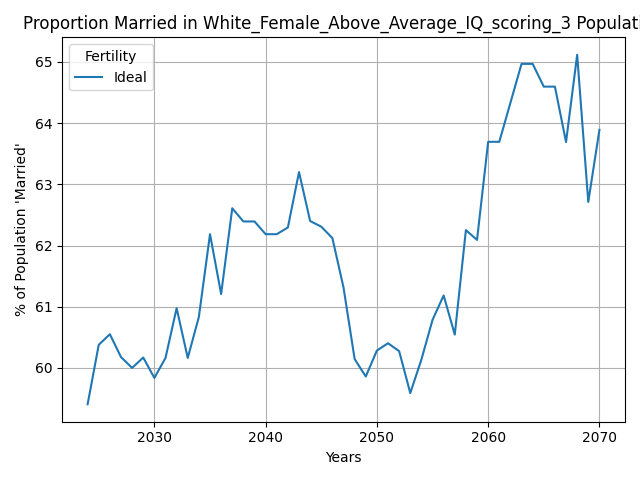 Proportion Married in White_Female_Above_Average_IQ_scoring_3 Populati
Fertility
Ideal
% of Population 'Married'
65
64
63
62
61
60
2030 2040 2050 2060 2070
Years